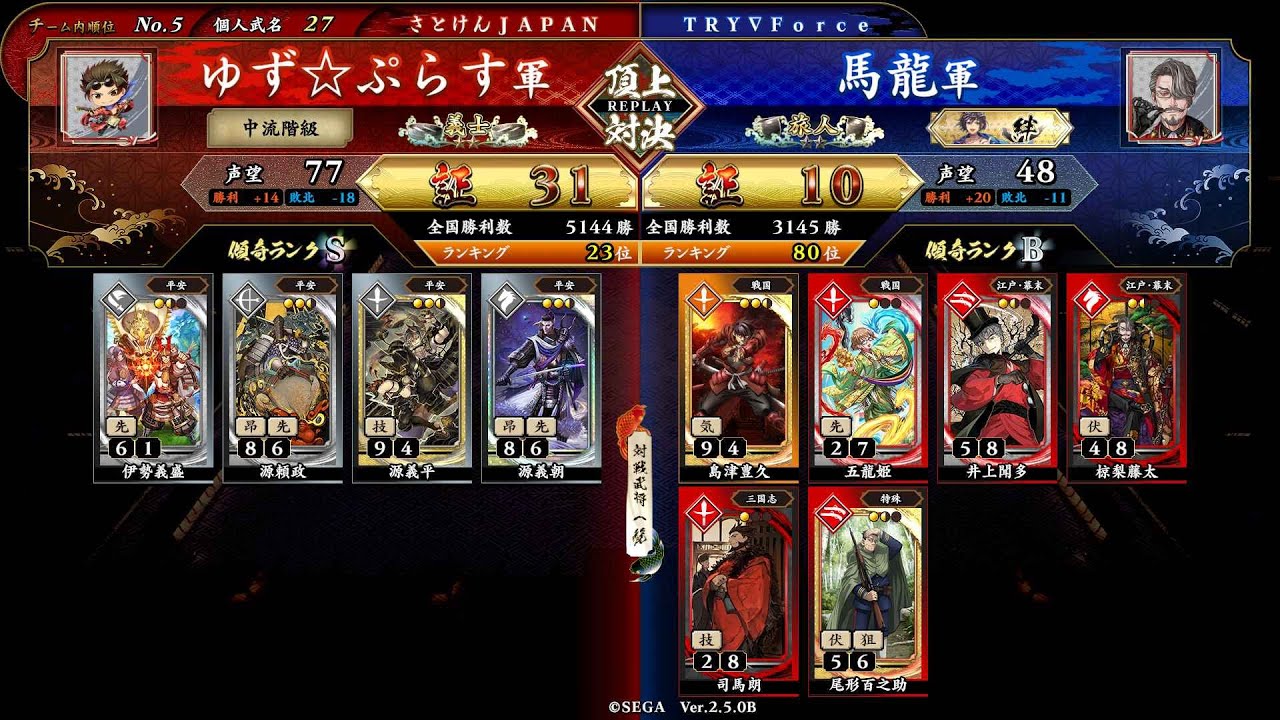 チーム内順位 No.5 個人武名 27 さとけんJAPAN
TRY∇Force
ゆず☆ぷらす軍
中流階級
義士
声望 77
勝利 +14 敗北 -18
証 31
全国勝利数 5144勝
ランキング 23位
傾奇ランク S
頂上
REPLAY
対決
馬龍軍
旅人
絆
証 10
声望 48
勝利 +20 敗北 -11
全国勝利数 3145勝
ランキング 80位
傾奇ランク B
平安
先
6 1
伊勢義盛
平安
昂 先
8 6
源頼政
平安
技
9 4
源義平
平安
昂 先
8 6
源義朝
対戦武将一覧
戦国
気
9 4
島津豊久
戦国
先
2 7
五龍姫
江戸・幕末
5 8
井上聞多
江戸・幕末
伏
4 8
椋梨藤太
三国志
技
2 8
司馬朗
特殊
伏 狙
5 6
尾形百之助
©SEGA Ver.2.5.0B